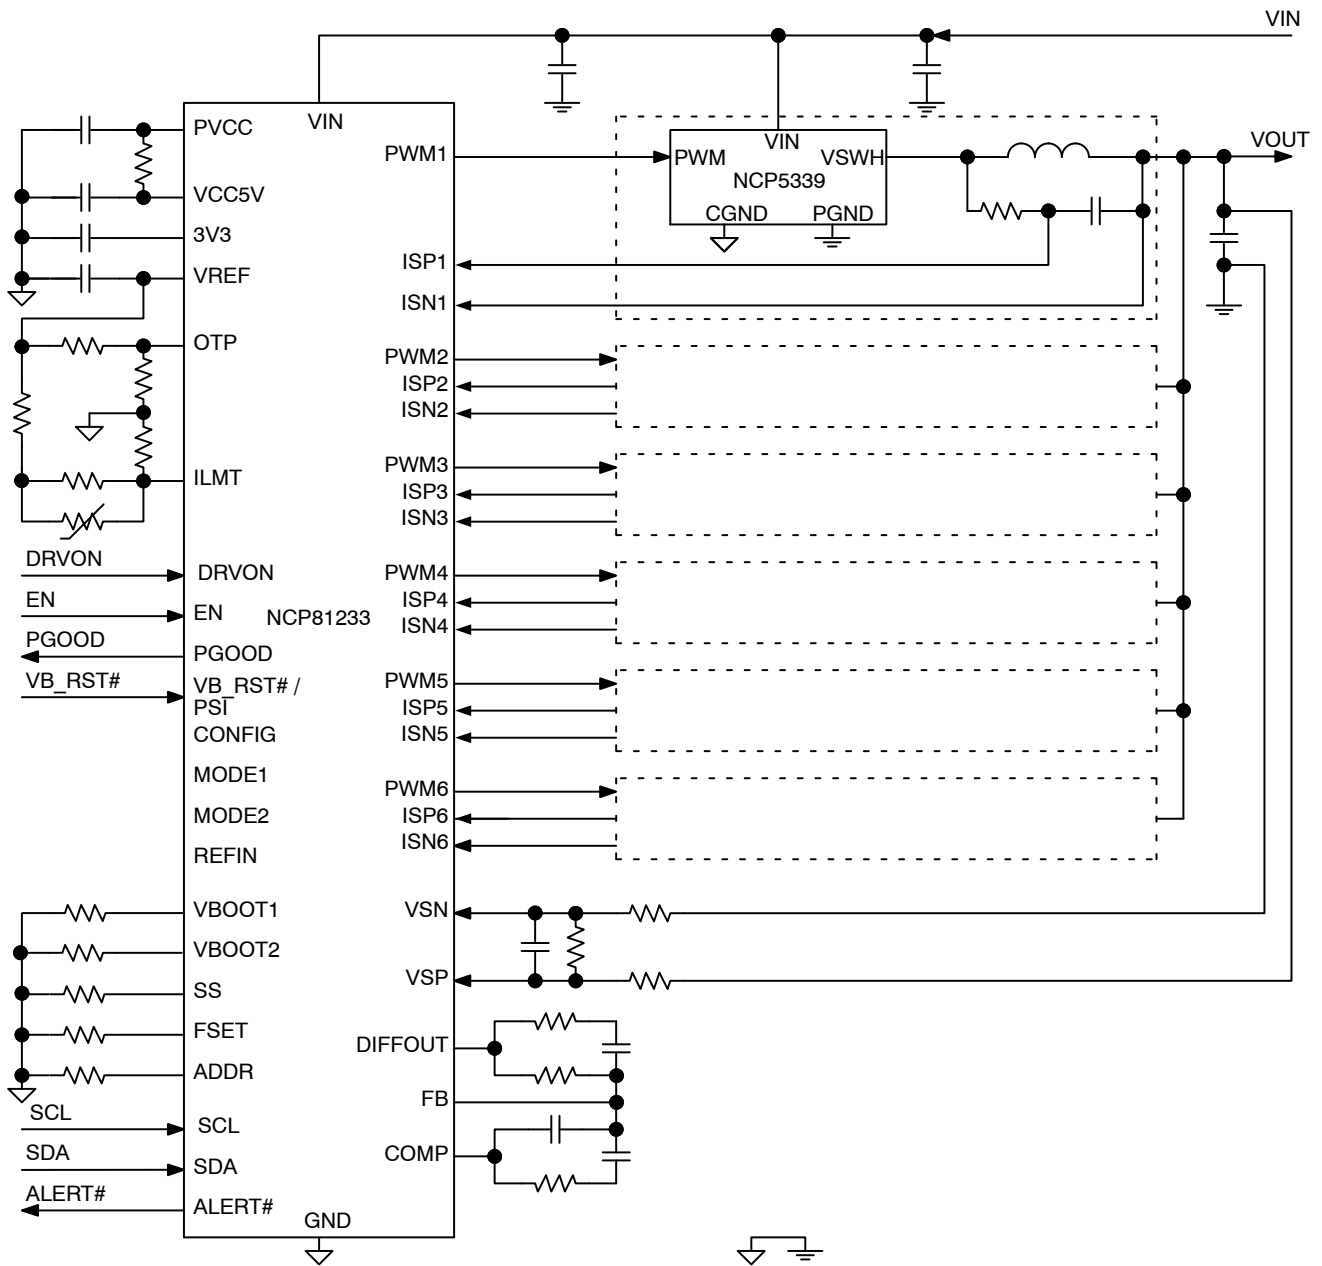 VIN
VIN
PVCC
VCC5V
3V3
VREF
OTP
ILMT
DRVON
DRVON
EN
EN
NCP81233
PGOOD
PGOOD
VB_RST#
VB_RST# /
PSI
CONFIG
MODE1
MODE2
REFIN
VBOOT1
VBOOT2
SS
FSET
ADDR
SCL
SCL
SDA
SDA
ALERT#
ALERT#
GND
PWM1
ISP1
ISN1
PWM2
ISP2
ISN2
PWM3
ISP3
ISN3
PWM4
ISP4
ISN4
PWM5
ISP5
ISN5
PWM6
ISP6
ISN6
VSN
VSP
DIFFOUT
FB
COMP
VIN
PWM
VSWH
NCP5339
CGND
PGND
VOUT